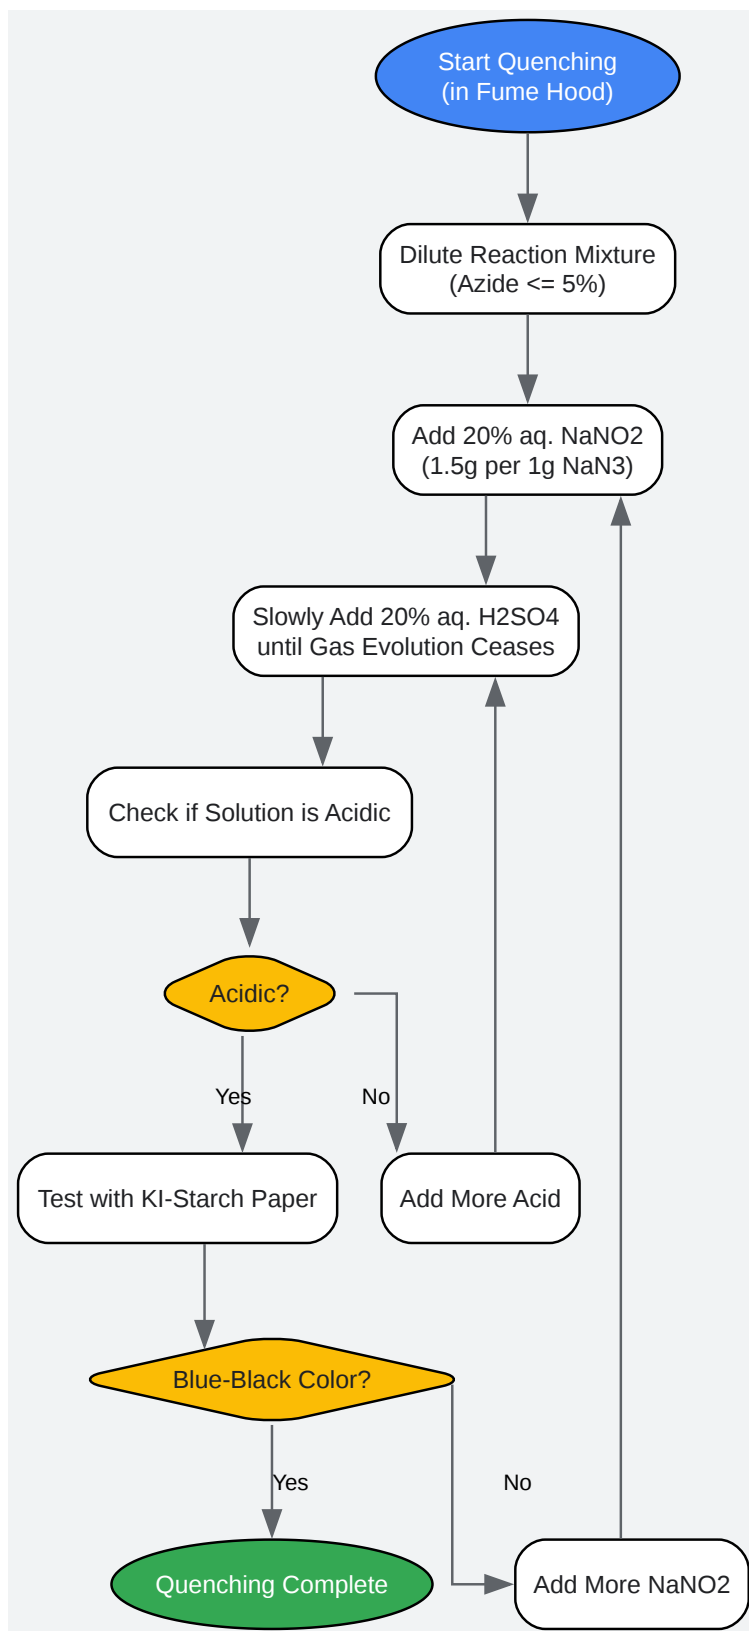 Start Quenching
(in Fume Hood)
Dilute Reaction Mixture
(Azide <= 5%)
Add 20% aq. NaNO2
(1.5g per 1g NaN3)
Slowly Add 20% aq. H2SO4
until Gas Evolution Ceases
Check if Solution is Acidic
Acidic?
Yes
No
Test with KI-Starch Paper
Add More Acid
Blue-Black Color?
Yes
No
Quenching Complete
Add More NaNO2